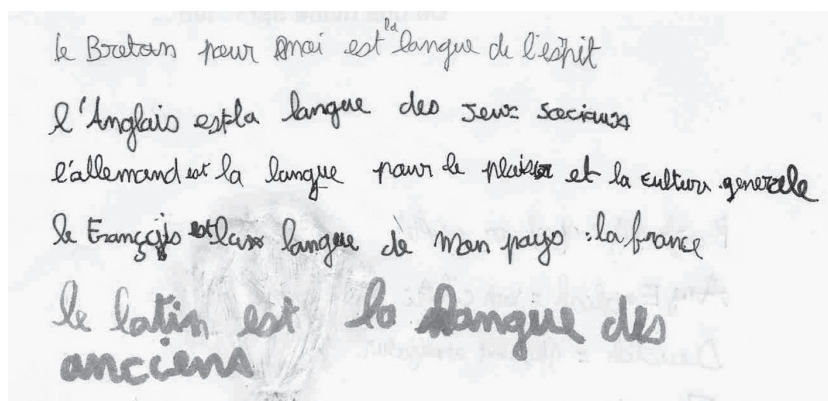 le Breton pour moi est la langue de l'esprit
l'Anglais est la langue des jeux sociaux
l'allemand est la langue pour le plaisir et la culture generale
le Français est la langue de mon pays : la france
le latin est la langue des
anciens